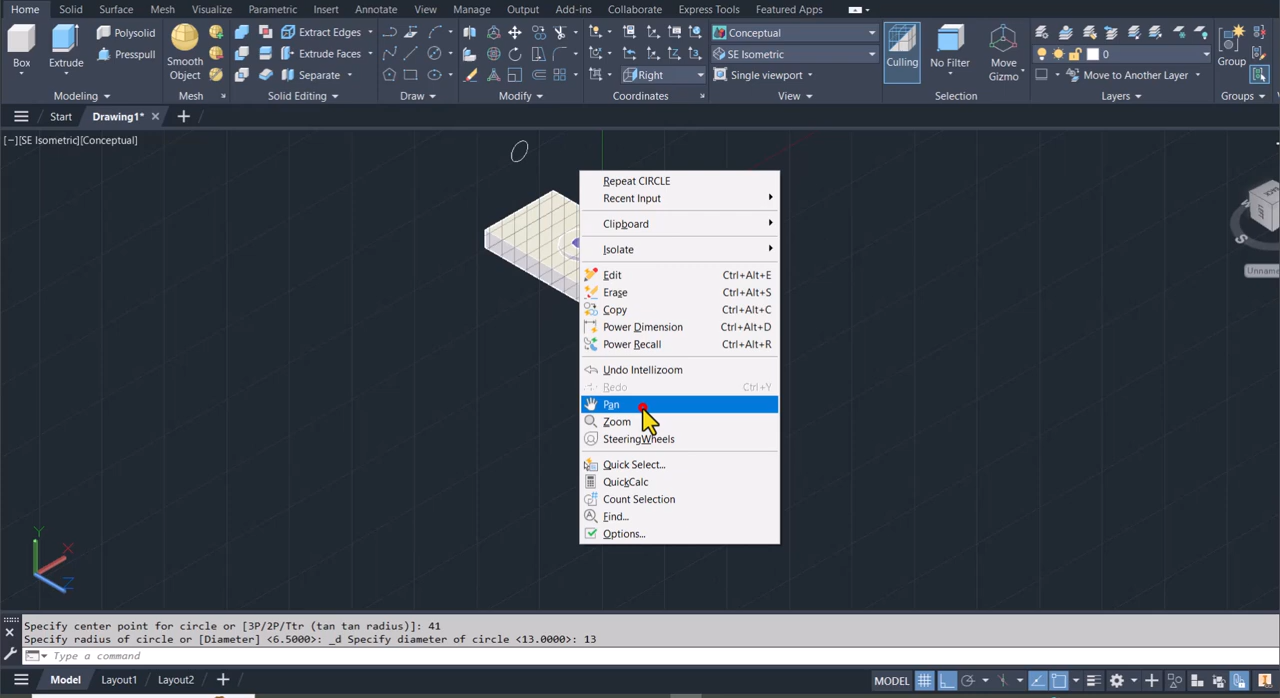 Home Solid Surface Mesh Visualize Parametric Insert Annotate View Manage Output Add-ins Collaborate Express Tools Featured Apps
Box
Extrude
Polysolid
Presspull
Modeling
Smooth
Object
Mesh
Extract Edges
Extrude Faces
Separate
Solid Editing
Draw
Modify
Right
Coordinates
Conceptual
SE Isometric
Single viewport
View
Culling
No Filter
Move
Gizmo
Selection
0
Move to Another Layer
Layers
Group
Groups
Start Drawing1*
[−][SE Isometric][Conceptual]
Repeat CIRCLE
Recent Input
Clipboard
Isolate
Edit Ctrl+Alt+E
Erase Ctrl+Alt+S
Copy Ctrl+Alt+C
Power Dimension Ctrl+Alt+D
Power Recall Ctrl+Alt+R
Undo Intellizoom
Redo Ctrl+Y
Pan
Zoom
SteeringWheels
Quick Select...
QuickCalc
Count Selection
Find...
Options...
LEFT
S
Unname
Y
X
Z
Specify center point for circle or [3P/2P/Ttr (tan tan radius)]: 41
Specify radius of circle or [Diameter] <6.5000>: _d Specify diameter of circle <13.0000>: 13
Type a command
Model Layout1 Layout2 MODEL